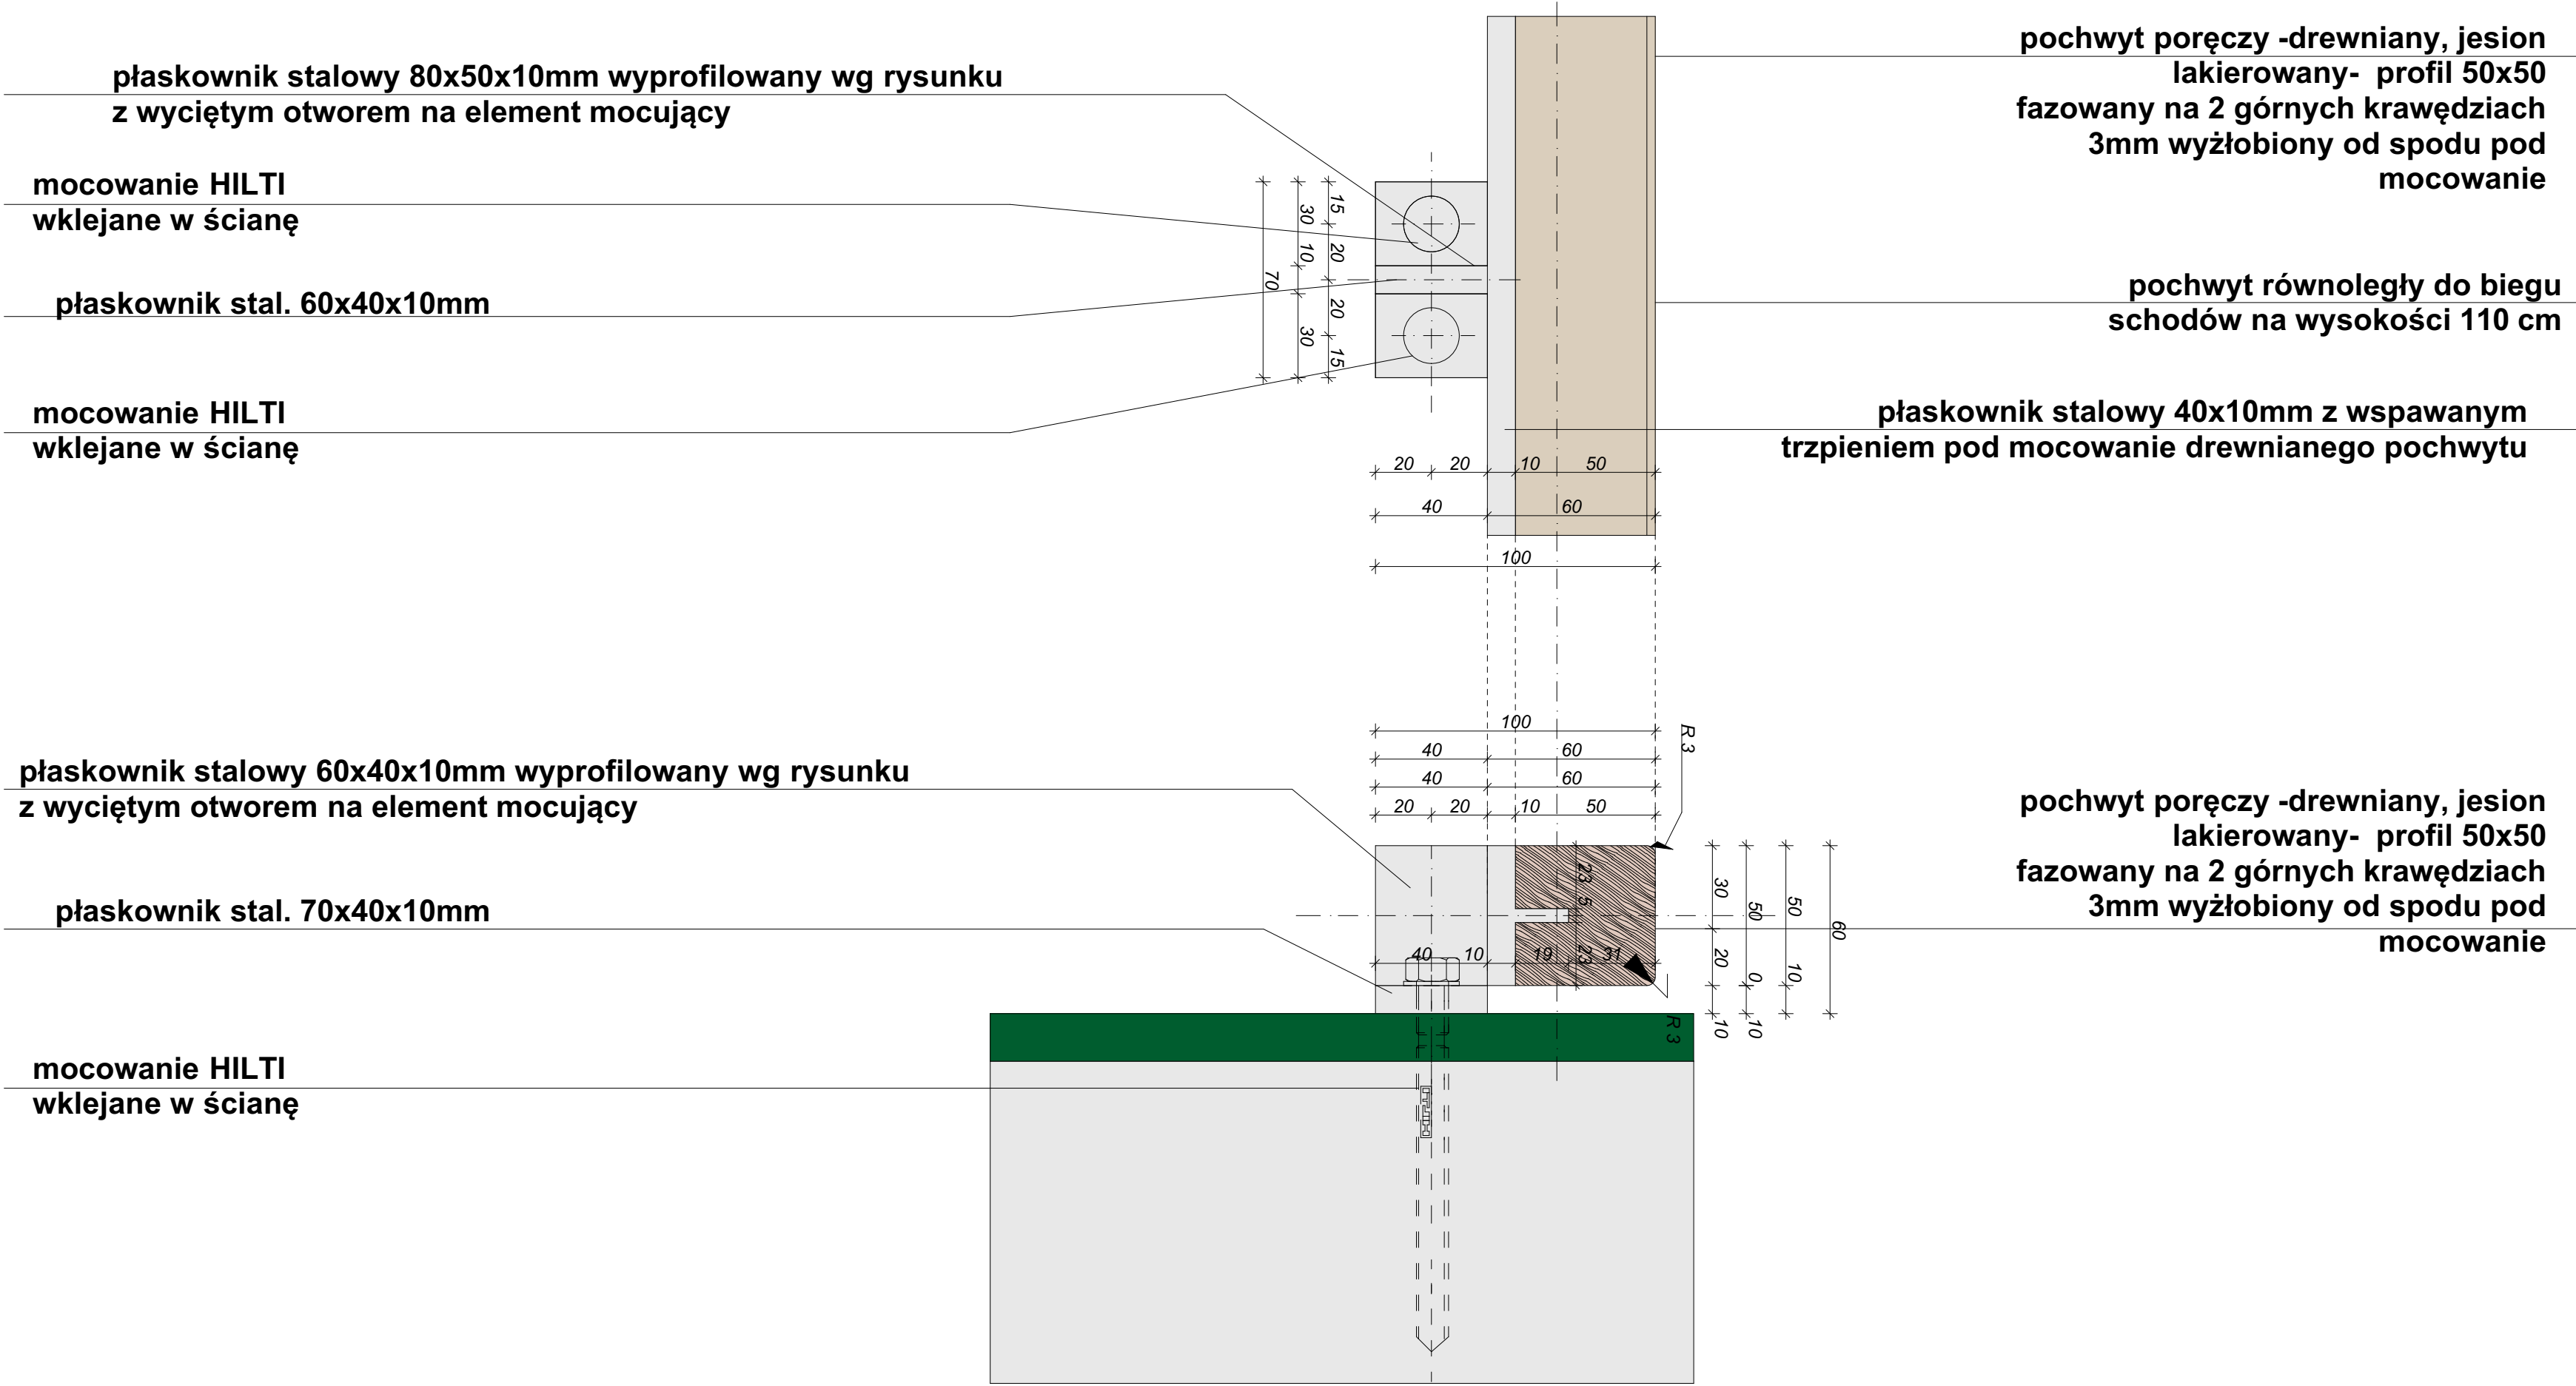 płaskownik stalowy 80x50x10mm wyprofilowany wg rysunku
z wyciętym otworem na element mocujący
mocowanie HILTI
wklejane w ścianę
płaskownik stal. 60x40x10mm
mocowanie HILTI
wklejane w ścianę
pochwyt poręczy -drewniany, jesion
lakierowany- profil 50x50
fazowany na 2 górnych krawędziach
3mm wyżłobiony od spodu pod
mocowanie
pochwyt równoległy do biegu
schodów na wysokości 110 cm
płaskownik stalowy 40x10mm z wspawanym
trzpieniem pod mocowanie drewnianego pochwytu
70
30
10
30
15
20
20
15
20 20 10 50
40 60
100
100
40 60
40 60
20 20 10 50
R 3
płaskownik stalowy 60x40x10mm wyprofilowany wg rysunku
z wyciętym otworem na element mocujący
płaskownik stal. 70x40x10mm
mocowanie HILTI
wklejane w ścianę
23
5
23
40 10 19 31
R 3
30
20
10
50
0
10
50
10
60
HILTI
pochwyt poręczy -drewniany, jesion
lakierowany- profil 50x50
fazowany na 2 górnych krawędziach
3mm wyżłobiony od spodu pod
mocowanie